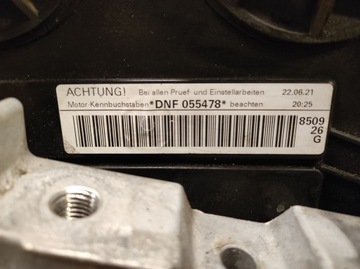 ACHTUNG! Bei allen Pruef- und Einstellarbeiten 22.06.21
Motor-Kennbuchstaben *DNF 055478* beachten 20:25
8509
26
G